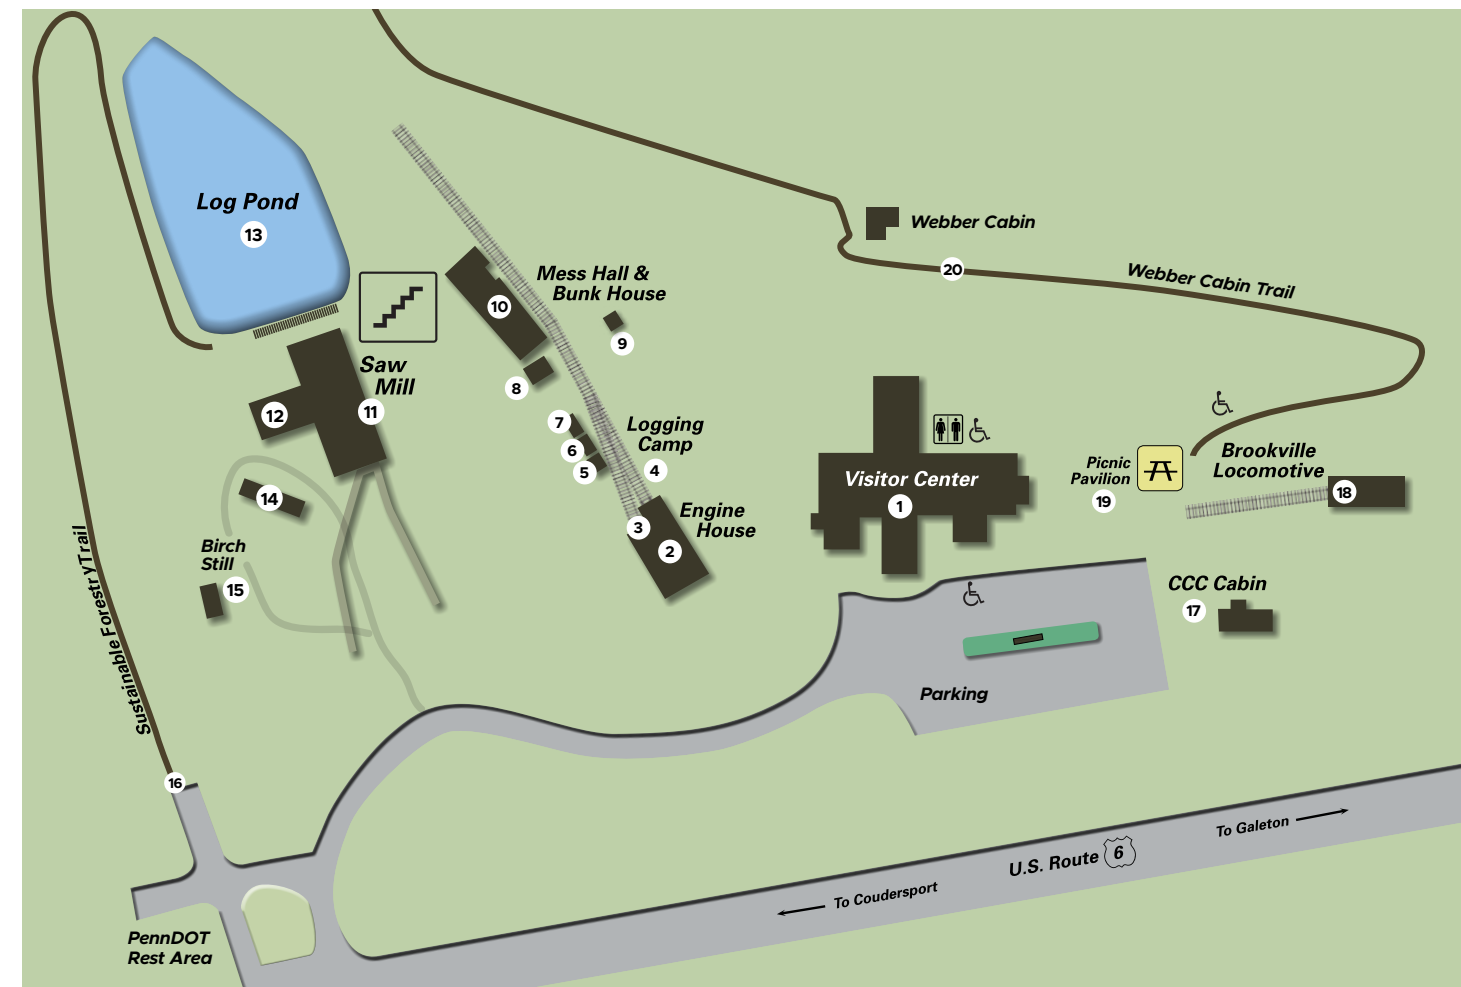 Log Pond
13
Webber Cabin
20
Webber Cabin Trail
Mess Hall &
Bunk House
10
9
8
Saw
Mill
11
12
7
6
5
Logging
Camp
4
Engine
House
3
2
Visitor Center
1
Picnic
Pavilion
19
Brookville
Locomotive
18
14
Birch
Still
15
CCC Cabin
17
Parking
Sustainable ForestryTrail
16
PennDOT
Rest Area
To Coudersport
U.S. Route 6
To Galeton